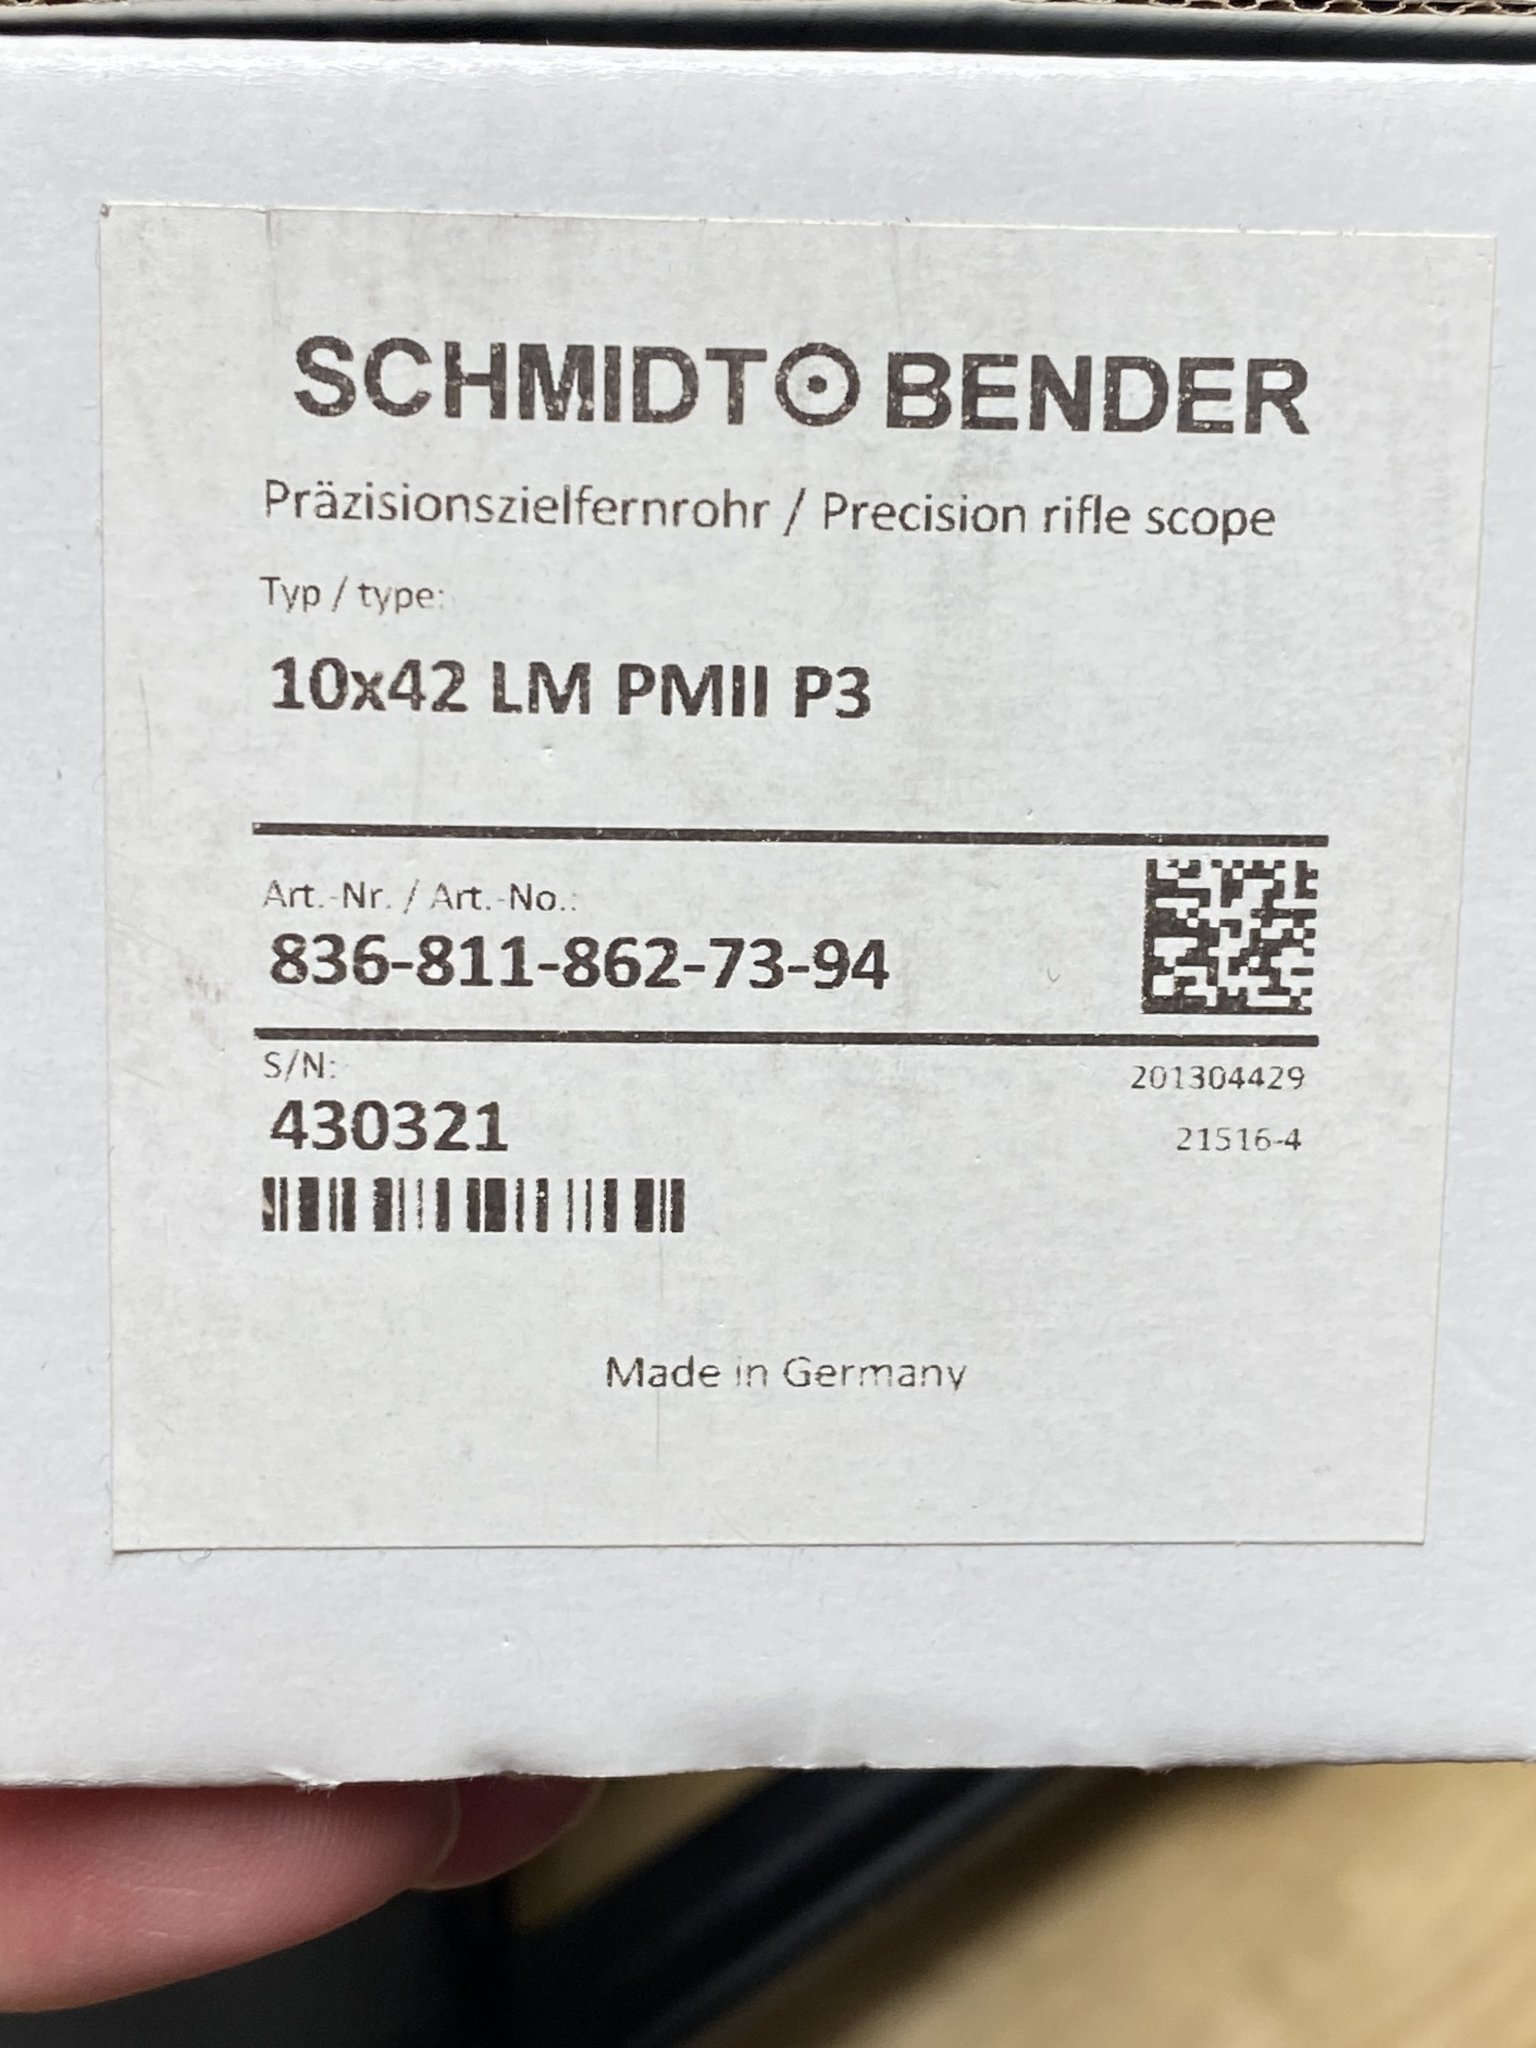 SCHMIDT BENDER
Präzisionszielfernrohr / Precision rifle scope
Typ / type:
10x42 LM PMII P3
Art.-Nr. / Art.-No.:
836-811-862-73-94
S/N:
430321
201304429
21516-4
Made in Germany